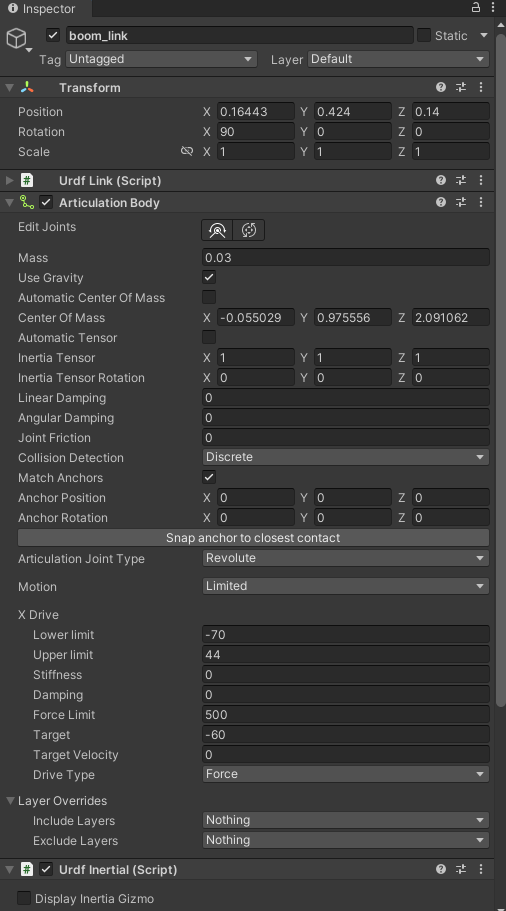 Inspector
boom_link Static
Tag Untagged Layer Default
Transform
Position X 0.16443 Y 0.424 Z 0.14
Rotation X 90 Y 0 Z 0
Scale X 1 Y 1 Z 1
# Urdf Link (Script)
Articulation Body
Edit Joints
Mass 0.03
Use Gravity
Automatic Center Of Mass
Center Of Mass X -0.055029 Y 0.975556 Z 2.091062
Automatic Tensor
Inertia Tensor X 1 Y 1 Z 1
Inertia Tensor Rotation X 0 Y 0 Z 0
Linear Damping 0
Angular Damping 0
Joint Friction 0
Collision Detection Discrete
Match Anchors
Anchor Position X 0 Y 0 Z 0
Anchor Rotation X 0 Y 0 Z 0
Snap anchor to closest contact
Articulation Joint Type Revolute
Motion Limited
X Drive
Lower limit -70
Upper limit 44
Stiffness 0
Damping 0
Force Limit 500
Target -60
Target Velocity 0
Drive Type Force
Layer Overrides
Include Layers Nothing
Exclude Layers Nothing
# Urdf Inertial (Script)
Display Inertia Gizmo